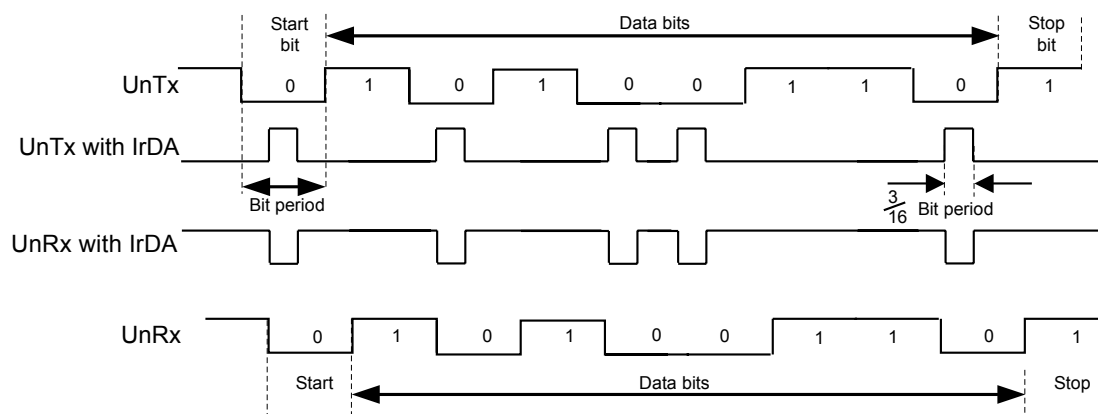 Start
bit
Data bits
Stop
bit
UnTx
0 1 0 1 0 0 1 1 0 1
UnTx with IrDA
Bit period
3/16 Bit period
UnRx with IrDA
UnRx
0 1 0 1 0 0 1 1 0 1
Start
Data bits
Stop